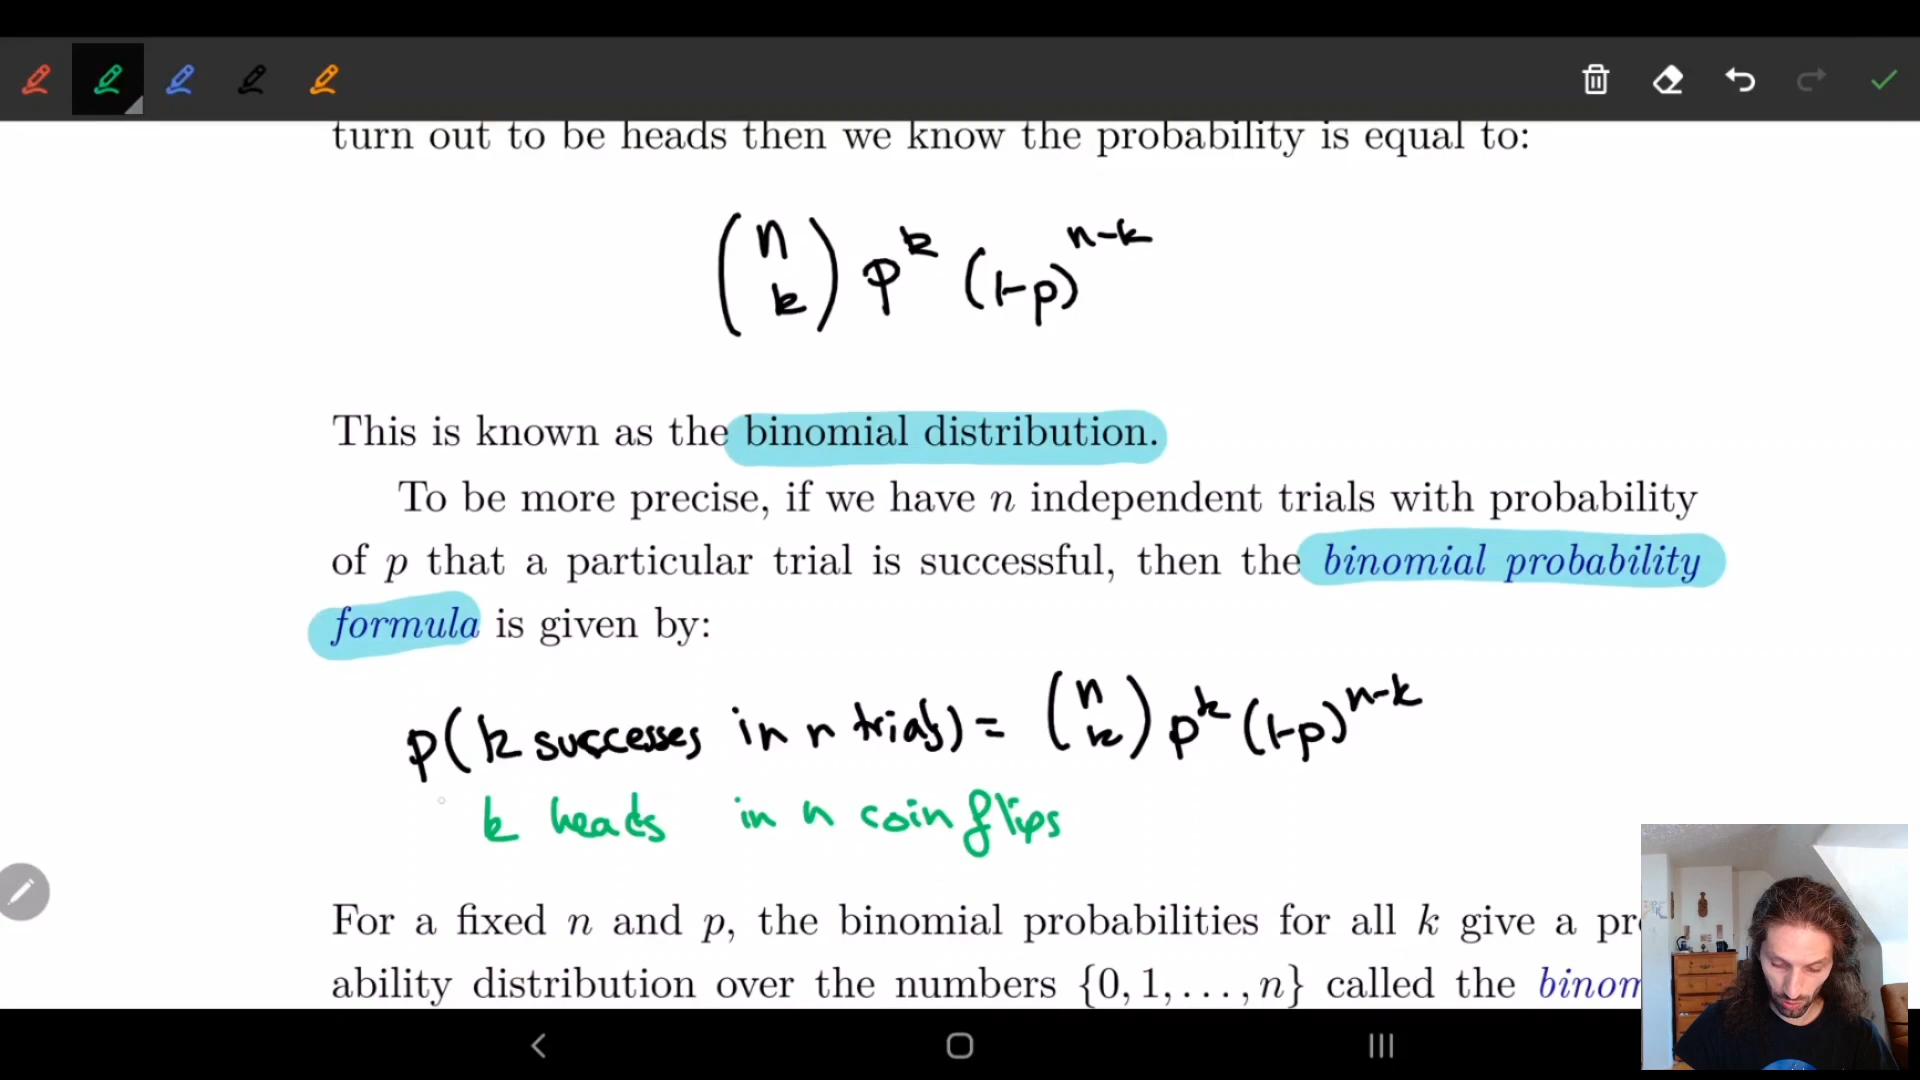 turn out to be heads then we know the probability is equal to:
(n k) p^k (1-p)^n-k
This is known as the binomial distribution.
To be more precise, if we have n independent trials with probability
of p that a particular trial is successful, then the binomial probability
formula is given by:
p(k successes in n trials) = (n k) p^k (1-p)^n-k
k heads in n coin flips
For a fixed n and p, the binomial probabilities for all k give a pr
ability distribution over the numbers {0, 1, . . . , n} called the binom